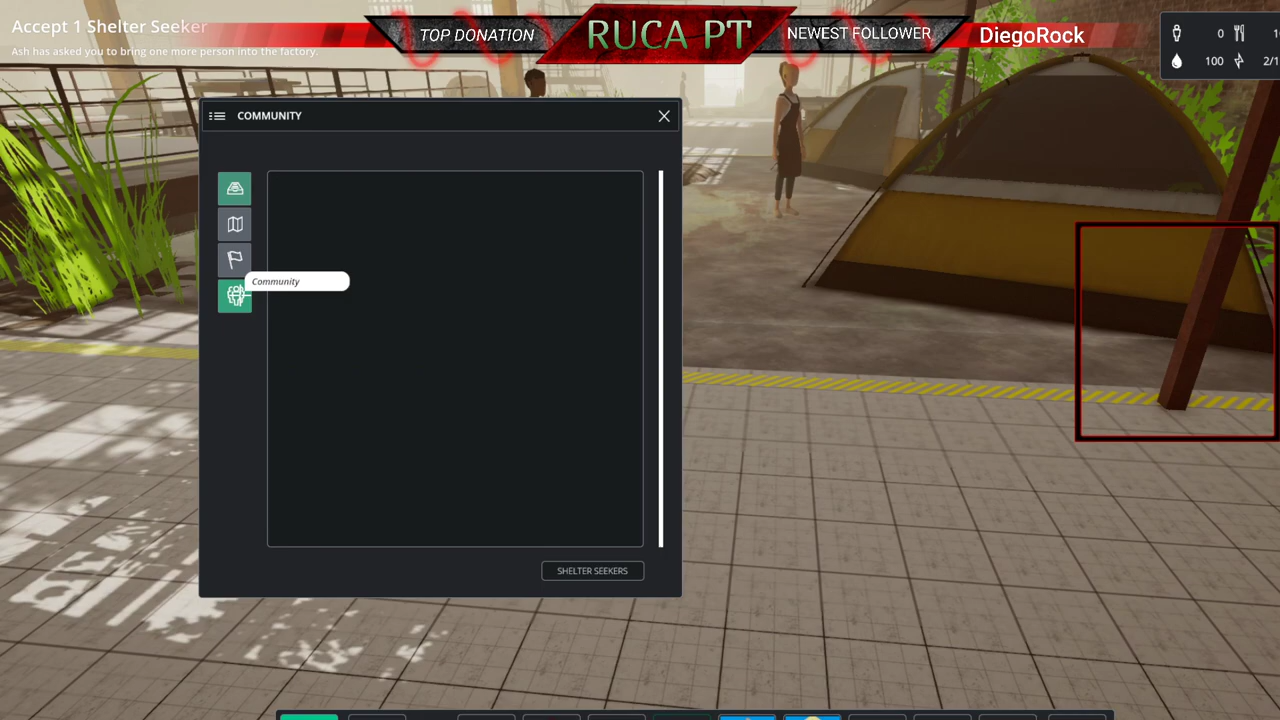 Accept 1 Shelter Seeker
Ash has asked you to bring one more person into the factory.
TOP DONATION
RUCA PT
NEWEST FOLLOWER
DiegoRock
0
100
2/1
COMMUNITY
Community
SHELTER SEEKERS